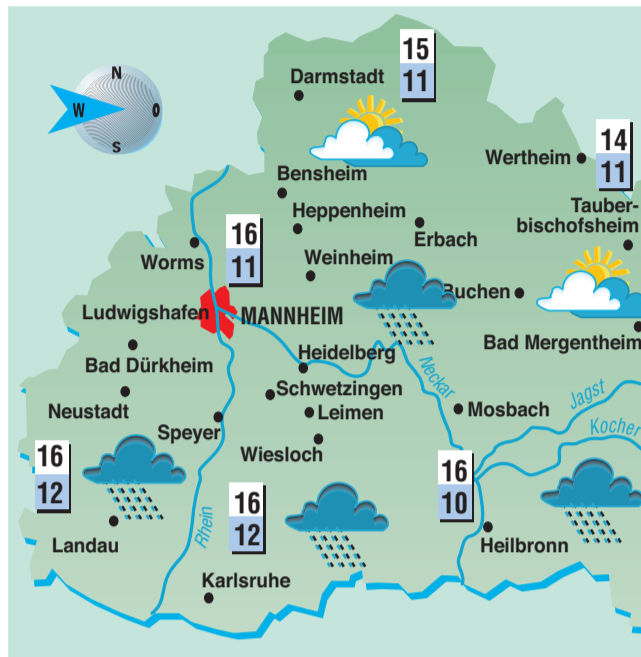 N
W O
S
15
11
Darmstadt
14
11
Wertheim
Tauber-
bischofsheim
Bensheim
Heppenheim
Erbach
16
11
Worms
Weinheim
Buchen
Ludwigshafen
MANNHEIM
Bad Mergentheim
Bad Dürkheim
Heidelberg
Neckar
Jagst
Kocher
Schwetzingen
Neustadt
Leimen
Mosbach
Speyer
Wiesloch
16
12
16
12
16
10
Landau
Rhein
Heilbronn
Karlsruhe